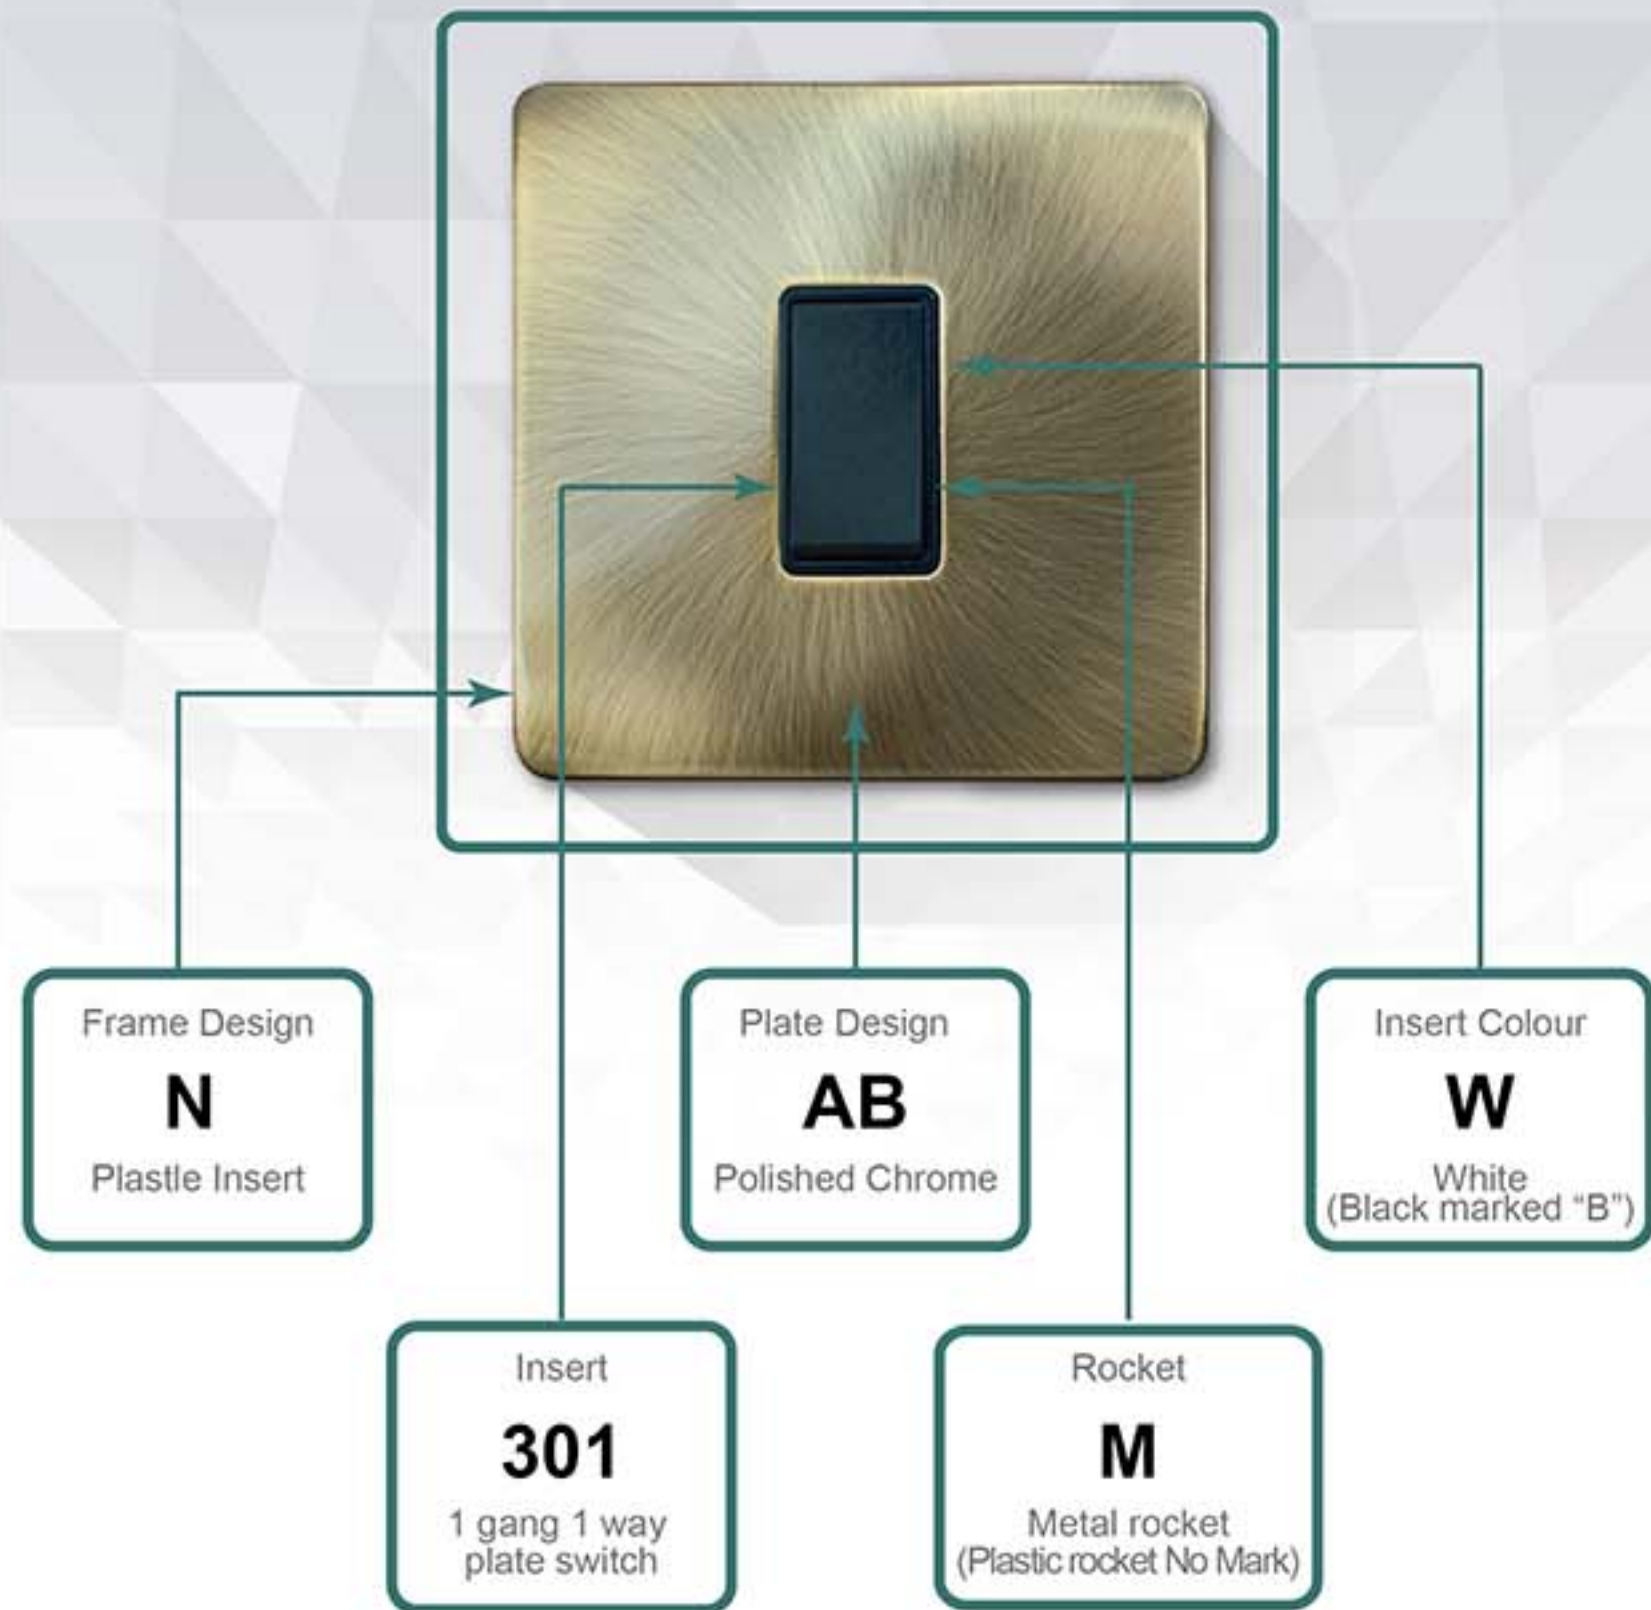 Frame Design
N
Plastle Insert
Plate Design
AB
Polished Chrome
Insert Colour
W
White
(Black marked “B”)
Insert
301
1 gang 1 way
plate switch
Rocket
M
Metal rocket
(Plastic rocket No Mark)